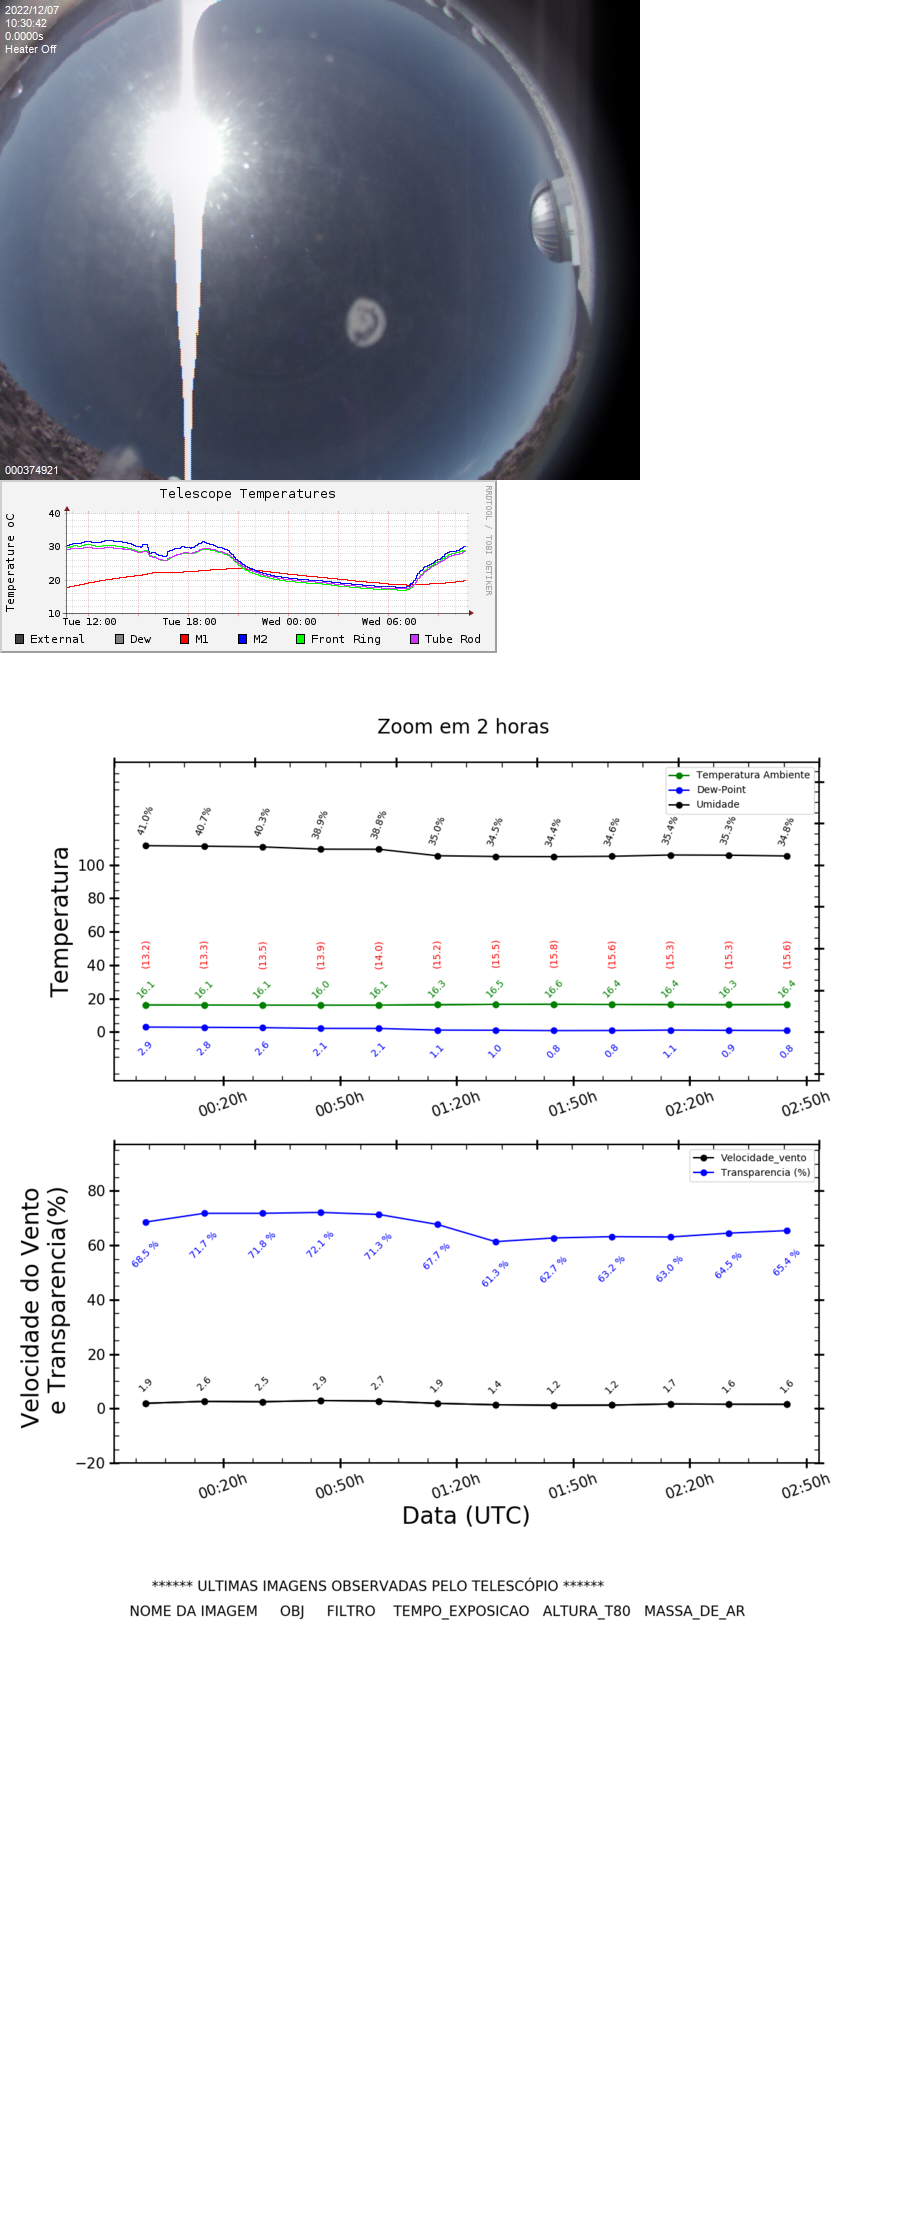 2022/12/07
10:30:42
0.0000s
Heater Off
000374921
Telescope Temperatures
RRDTOOL / TOBI OETIKER
Temperature oC
40
30
20
10
Tue 12:00 Tue 18:00 Wed 00:00 Wed 06:00
External Dew M1 M2 Front Ring Tube Rod
Zoom em 2 horas
Temperatura Ambiente
Dew-Point
Umidade
Temperatura
100
80
60
40
20
0
41.0% 40.7% 40.3% 38.9% 38.8% 35.0% 34.5% 34.4% 34.6% 35.4% 35.3% 34.8%
(13.2) (13.3) (13.5) (13.9) (14.0) (15.2) (15.5) (15.8) (15.6) (15.3) (15.3) (15.6)
16.1 16.1 16.1 16.0 16.1 16.3 16.5 16.6 16.4 16.4 16.3 16.4
2.9 2.8 2.6 2.1 2.1 1.1 1.0 0.8 0.8 1.1 0.9 0.8
00:20h 00:50h 01:20h 01:50h 02:20h 02:50h
Velocidade_vento
Transparencia (%)
Velocidade do Vento
e Transparencia(%)
80
60
40
20
0
−20
68.5 % 71.7 % 71.8 % 72.1 % 71.3 % 67.7 % 61.3 % 62.7 % 63.2 % 63.0 % 64.5 % 65.4 %
1.9 2.6 2.5 2.9 2.7 1.9 1.4 1.2 1.2 1.7 1.6 1.6
00:20h 00:50h 01:20h 01:50h 02:20h 02:50h
Data (UTC)
****** ULTIMAS IMAGENS OBSERVADAS PELO TELESCÓPIO ******
NOME DA IMAGEM OBJ FILTRO TEMPO_EXPOSICAO ALTURA_T80 MASSA_DE_AR